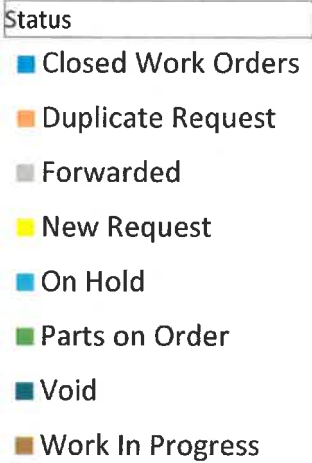 Status
Closed Work Orders
Duplicate Request
Forwarded
New Request
On Hold
Parts on Order
Void
Work In Progress